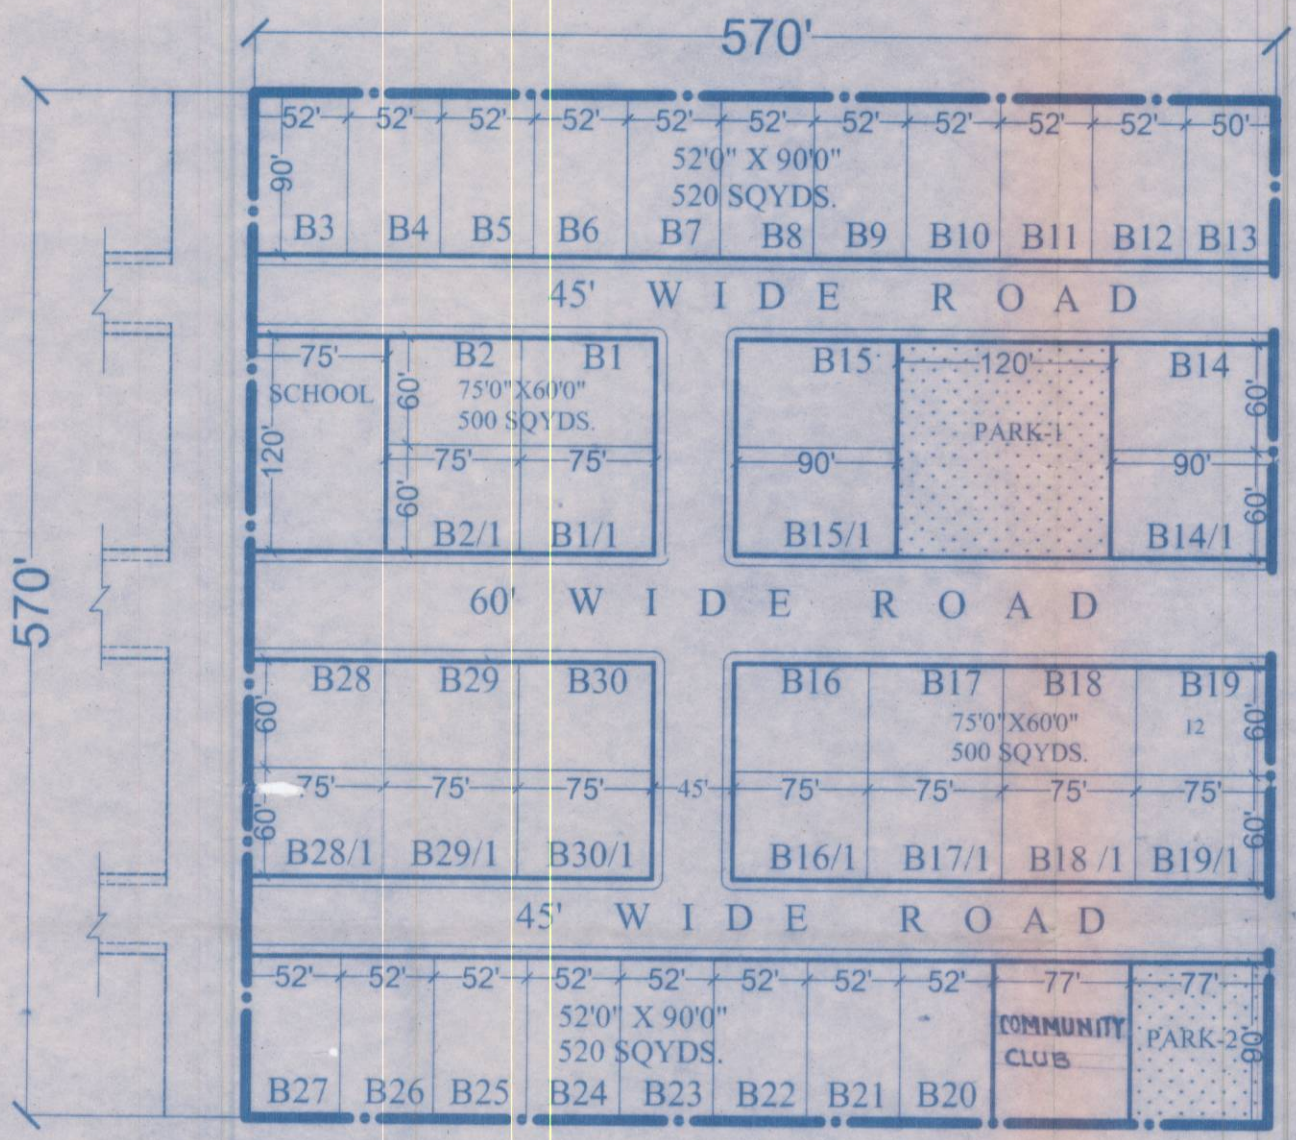 570'
570'
52' 52' 52' 52' 52' 52' 52' 52' 52' 52' 50'
90'
52'0" X 90'0"
520 SQYDS.
B3 B4 B5 B6 B7 B8 B9 B10 B11 B12 B13
45' WIDE ROAD
75' B2 B1 B15 120' B14
SCHOOL 60' 75'0"X60'0" 60'
500 SQYDS.
PARK-1
120' 75' 75' 90' 90'
60' 60'
B2/1 B1/1 B15/1 B14/1
60' WIDE ROAD
B28 B29 B30 B16 B17 B18 B19
60' 75'0"X60'0" 12 60'
500 SQYDS.
75' 75' 75' 45' 75' 75' 75' 75'
60' 60'
B28/1 B29/1 B30/1 B16/1 B17/1 B18 /1 B19/1
45' WIDE ROAD
52' 52' 52' 52' 52' 52' 52' 52' 77' 77'
52'0" X 90'0"
520 SQYDS.
COMMUNITY
CLUB
PARK-2 90'
B27 B26 B25 B24 B23 B22 B21 B20